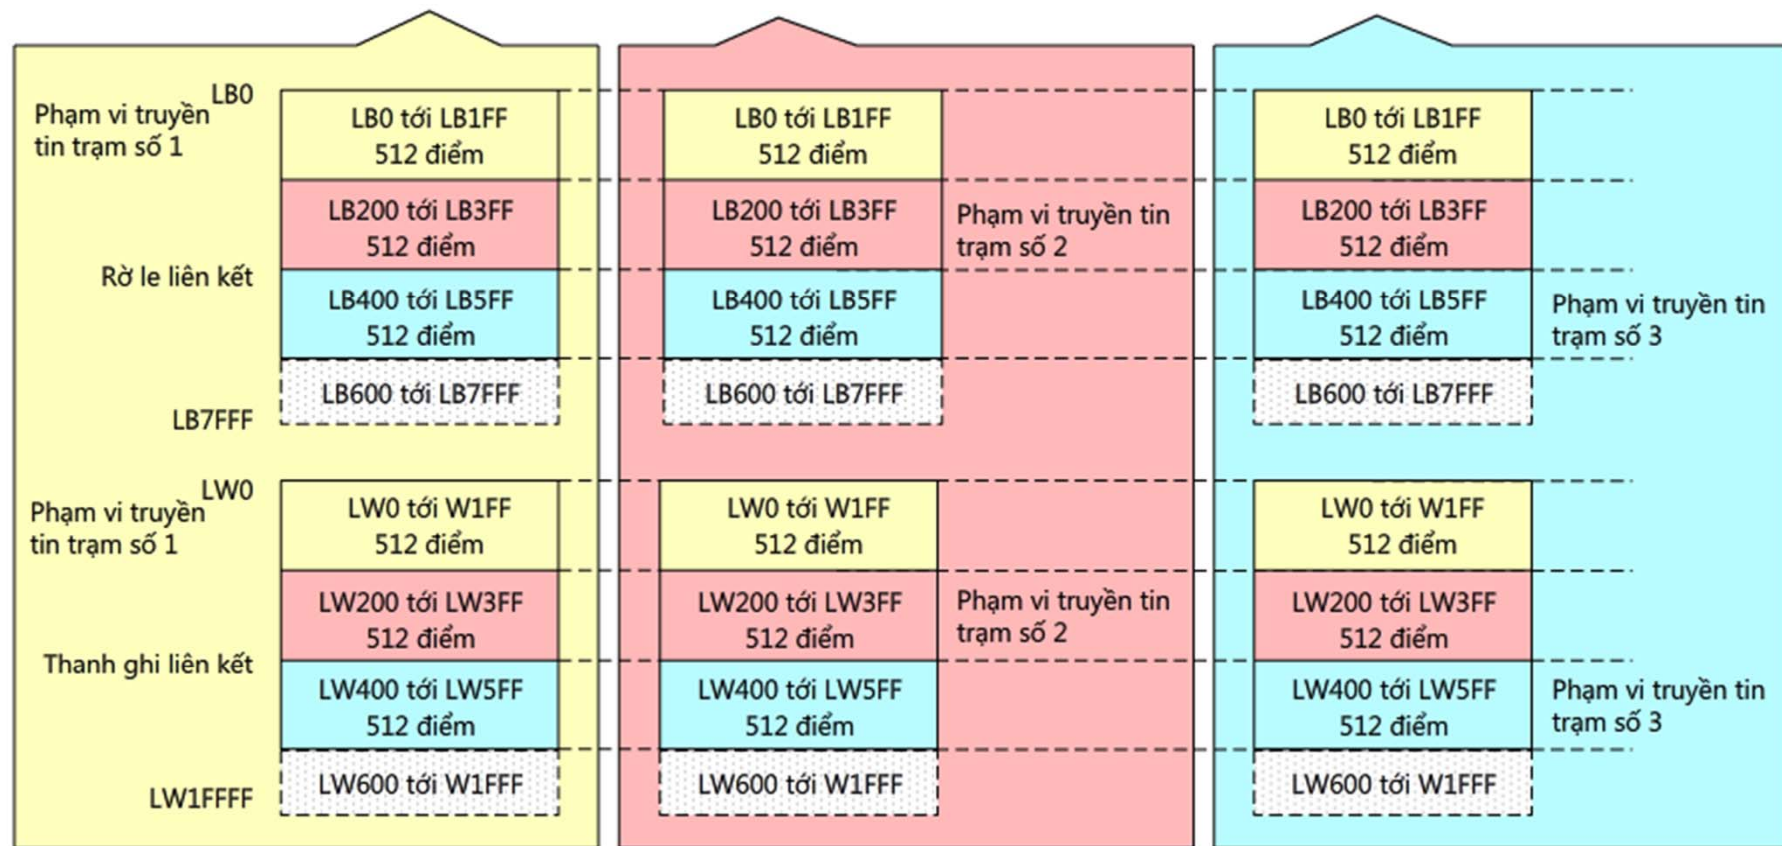 LB0
Phạm vi truyền
tin trạm số 1
Rờ le liên kết
LB7FFF
LB0 tới LB1FF
512 điểm
LB200 tới LB3FF
512 điểm
LB400 tới LB5FF
512 điểm
LB600 tới LB7FFF
LW0
Phạm vi truyền
tin trạm số 1
Thanh ghi liên kết
LW1FFFF
LW0 tới W1FF
512 điểm
LW200 tới LW3FF
512 điểm
LW400 tới LW5FF
512 điểm
LW600 tới W1FFF
LB0 tới LB1FF
512 điểm
LB200 tới LB3FF
512 điểm
LB400 tới LB5FF
512 điểm
LB600 tới LB7FFF
Phạm vi truyền tin
trạm số 2
LW0 tới W1FF
512 điểm
LW200 tới LW3FF
512 điểm
LW400 tới LW5FF
512 điểm
LW600 tới W1FFF
Phạm vi truyền tin
trạm số 2
LB0 tới LB1FF
512 điểm
LB200 tới LB3FF
512 điểm
LB400 tới LB5FF
512 điểm
LB600 tới LB7FFF
Phạm vi truyền tin
trạm số 3
LW0 tới W1FF
512 điểm
LW200 tới LW3FF
512 điểm
LW400 tới LW5FF
512 điểm
LW600 tới W1FFF
Phạm vi truyền tin
trạm số 3